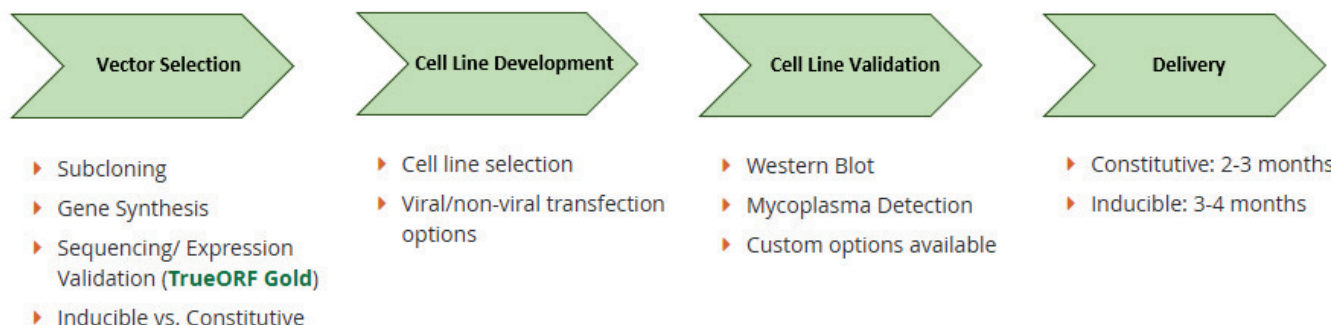 Vector Selection
Cell Line Development
Cell Line Validation
Delivery
Subcloning
Gene Synthesis
Sequencing/ Expression
Validation (TrueORF Gold)
Inducible vs. Constitutive
Cell line selection
Viral/non-viral transfection
options
Western Blot
Mycoplasma Detection
Custom options available
Constitutive: 2-3 months
Inducible: 3-4 months